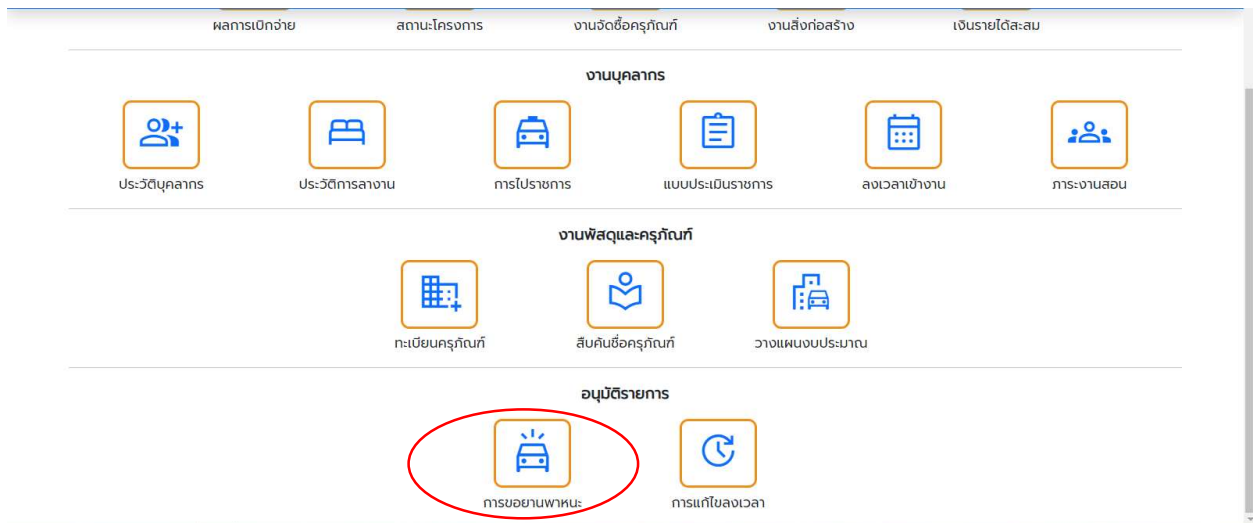 ผลการเบิกจ่าย สถานะโครงการ งานจัดซื้อครุภัณฑ์ งานสิ่งก่อสร้าง เงินรายได้สะสม
งานบุคลากร
ประวัติบุคลากร ประวัติการลางาน การไปราชการ แบบประเมินราชการ ลงเวลาเข้างาน ภาระงานสอน
งานพัสดุและครุภัณฑ์
ทะเบียนครุภัณฑ์ สืบค้นชื่อครุภัณฑ์ วางแผนงบประมาณ
อนุมัติรายการ
การขอยานพาหนะ การแก้ไขลงเวลา